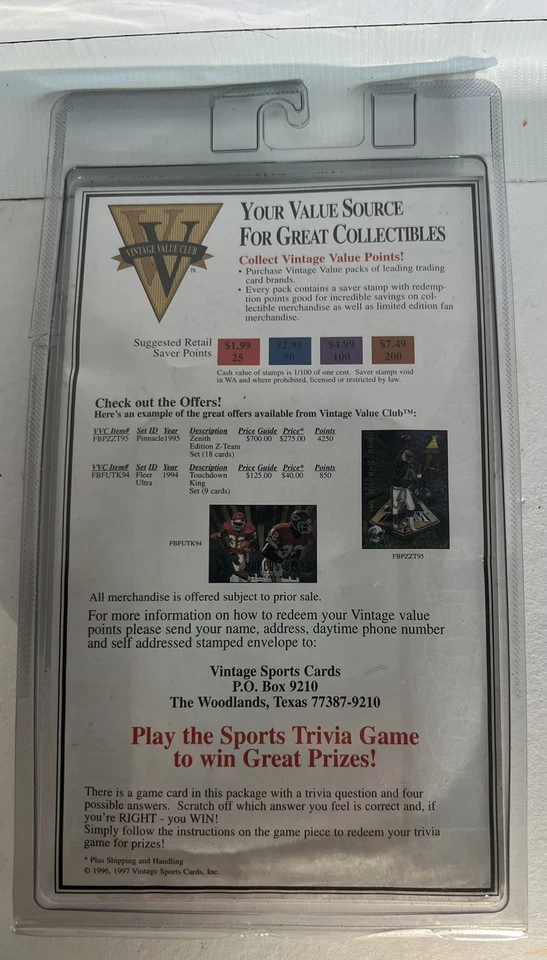 VINTAGE VALUE CLUB
TM
YOUR VALUE SOURCE
FOR GREAT COLLECTIBLES
Collect Vintage Value Points!
• Purchase Vintage Value packs of leading trading
card brands.
• Every pack contains a saver stamp with redemp-
tion points good for incredible savings on col-
lectible merchandise as well as limited edition fan
merchandise.
Suggested Retail $1.99 $2.99 $4.99 $7.49
Saver Points 25 50 100 200
Cash value of stamps is 1/100 of one cent. Saver stamps void
in WA and where prohibited, licensed or restricted by law.
Check out the Offers!
Here's an example of the great offers available from Vintage Value Club™:
VVC Item# Set ID Year Description Price Guide Price* Points
FBPZZT95 Pinnacle1995 Zenith $700.00 $275.00 4250
Edition Z-Team
Set (18 cards)
VVC Item# Set ID Year Description Price Guide Price* Points
FBFUTK94 Fleer 1994 Touchdown $125.00 $40.00 850
Ultra King
Set (9 cards)
FBFUTK94
FBPZZT95
All merchandise is offered subject to prior sale.
For more information on how to redeem your Vintage value
points please send your name, address, daytime phone number
and self addressed stamped envelope to:
Vintage Sports Cards
P.O. Box 9210
The Woodlands, Texas 77387-9210
Play the Sports Trivia Game
to win Great Prizes!
There is a game card in this package with a trivia question and four
possible answers. Scratch off which answer you feel is correct and, if
you're RIGHT - you WIN!
Simply follow the instructions on the game piece to redeem your trivia
game for prizes!
* Plus Shipping and Handling
© 1996, 1997 Vintage Sports Cards, Inc.